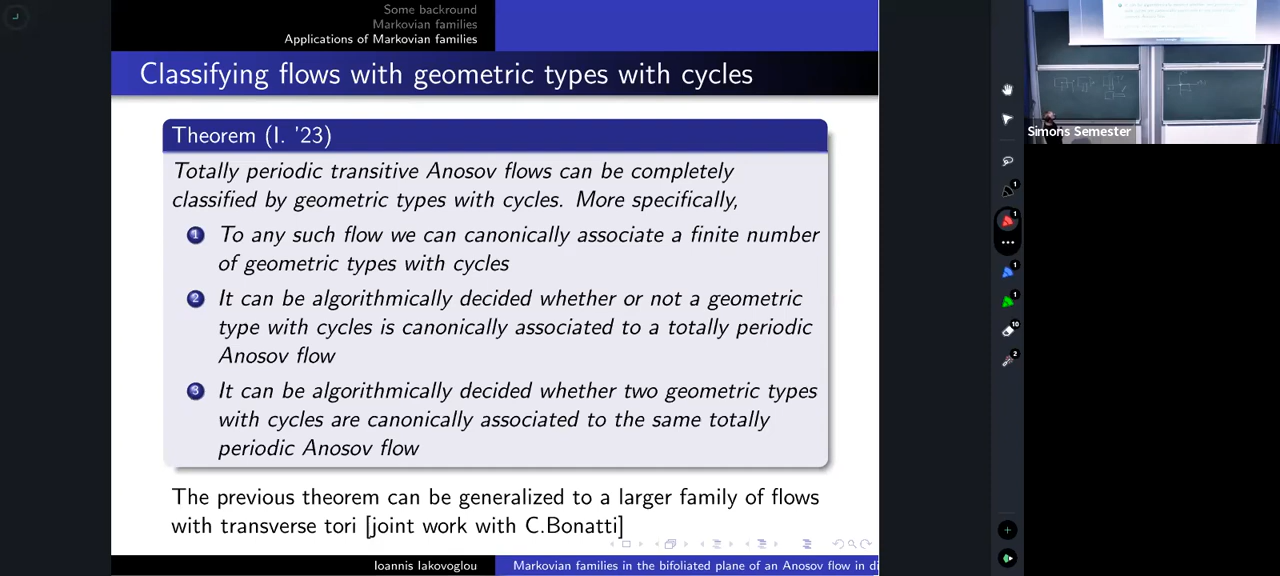 Some backround
Markovian families
Applications of Markovian families
Classifying flows with geometric types with cycles
Theorem (I. '23)
Totally periodic transitive Anosov flows can be completely
classified by geometric types with cycles. More specifically,
1 To any such flow we can canonically associate a finite number
of geometric types with cycles
2 It can be algorithmically decided whether or not a geometric
type with cycles is canonically associated to a totally periodic
Anosov flow
3 It can be algorithmically decided whether two geometric types
with cycles are canonically associated to the same totally
periodic Anosov flow
The previous theorem can be generalized to a larger family of flows
with transverse tori [joint work with C.Bonatti]
Ioannis Iakovoglou
Markovian families in the bifoliated plane of an Anosov flow in di
Simons Semester
1
1
1
1
10
2